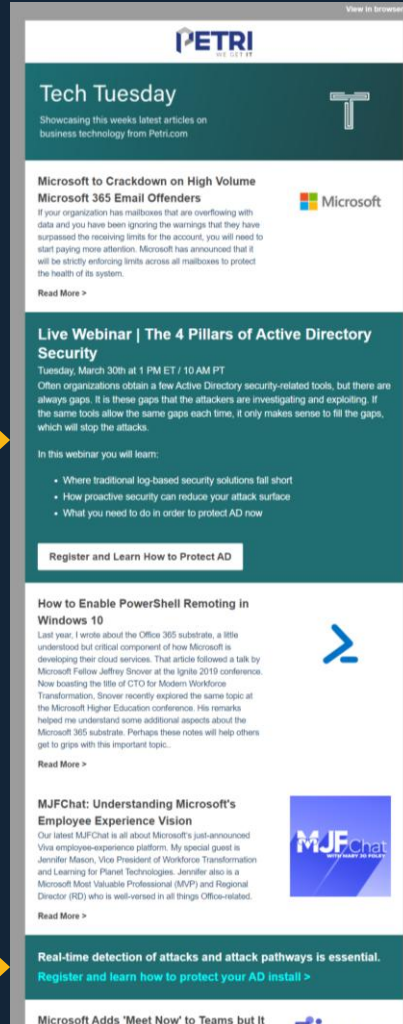 View in browser
PETRI
WE GET IT
Tech Tuesday
Showcasing this weeks latest articles on
business technology from Petri.com
Microsoft to Crackdown on High Volume
Microsoft 365 Email Offenders
If your organization has mailboxes that are overflowing with
data and you have been ignoring the warnings that they have
surpassed the receiving limits for the account, you will need to
start paying more attention. Microsoft has announced that it
will be strictly enforcing limits across all mailboxes to protect
the health of its system.
Read More >
Microsoft
Live Webinar | The 4 Pillars of Active Directory
Security
Tuesday, March 30th at 1 PM ET / 10 AM PT
Often organizations obtain a few Active Directory security-related tools, but there are
always gaps. It is these gaps that the attackers are investigating and exploiting. If
the same tools allow the same gaps each time, it only makes sense to fill the gaps,
which will stop the attacks.
In this webinar you will learn:
• Where traditional log-based security solutions fall short
• How proactive security can reduce your attack surface
• What you need to do in order to protect AD now
Register and Learn How to Protect AD
How to Enable PowerShell Remoting in
Windows 10
Last year, I wrote about the Office 365 substrate, a little
understood but critical component of how Microsoft is
developing their cloud services. That article followed a talk by
Microsoft Fellow Jeffrey Snover at the Ignite 2019 conference.
Now boasting the title of CTO for Modern Workforce
Transformation, Snover recently explored the same topic at
the Microsoft Higher Education conference. His remarks
helped me understand some additional aspects about the
Microsoft 365 substrate. Perhaps these notes will help others
get to grips with this important topic..
Read More >
MJFChat: Understanding Microsoft's
Employee Experience Vision
Our latest MJFChat is all about Microsoft's just-announced
Viva employee-experience platform. My special guest is
Jennifer Mason, Vice President of Workforce Transformation
and Learning for Planet Technologies. Jennifer also is a
Microsoft Most Valuable Professional (MVP) and Regional
Director (RD) who is well-versed in all things Office-related.
Read More >
MJFChat
WITH MARY JO FOLEY
Real-time detection of attacks and attack pathways is essential.
Register and learn how to protect your AD install >
Microsoft Adds 'Meet Now' to Teams but It